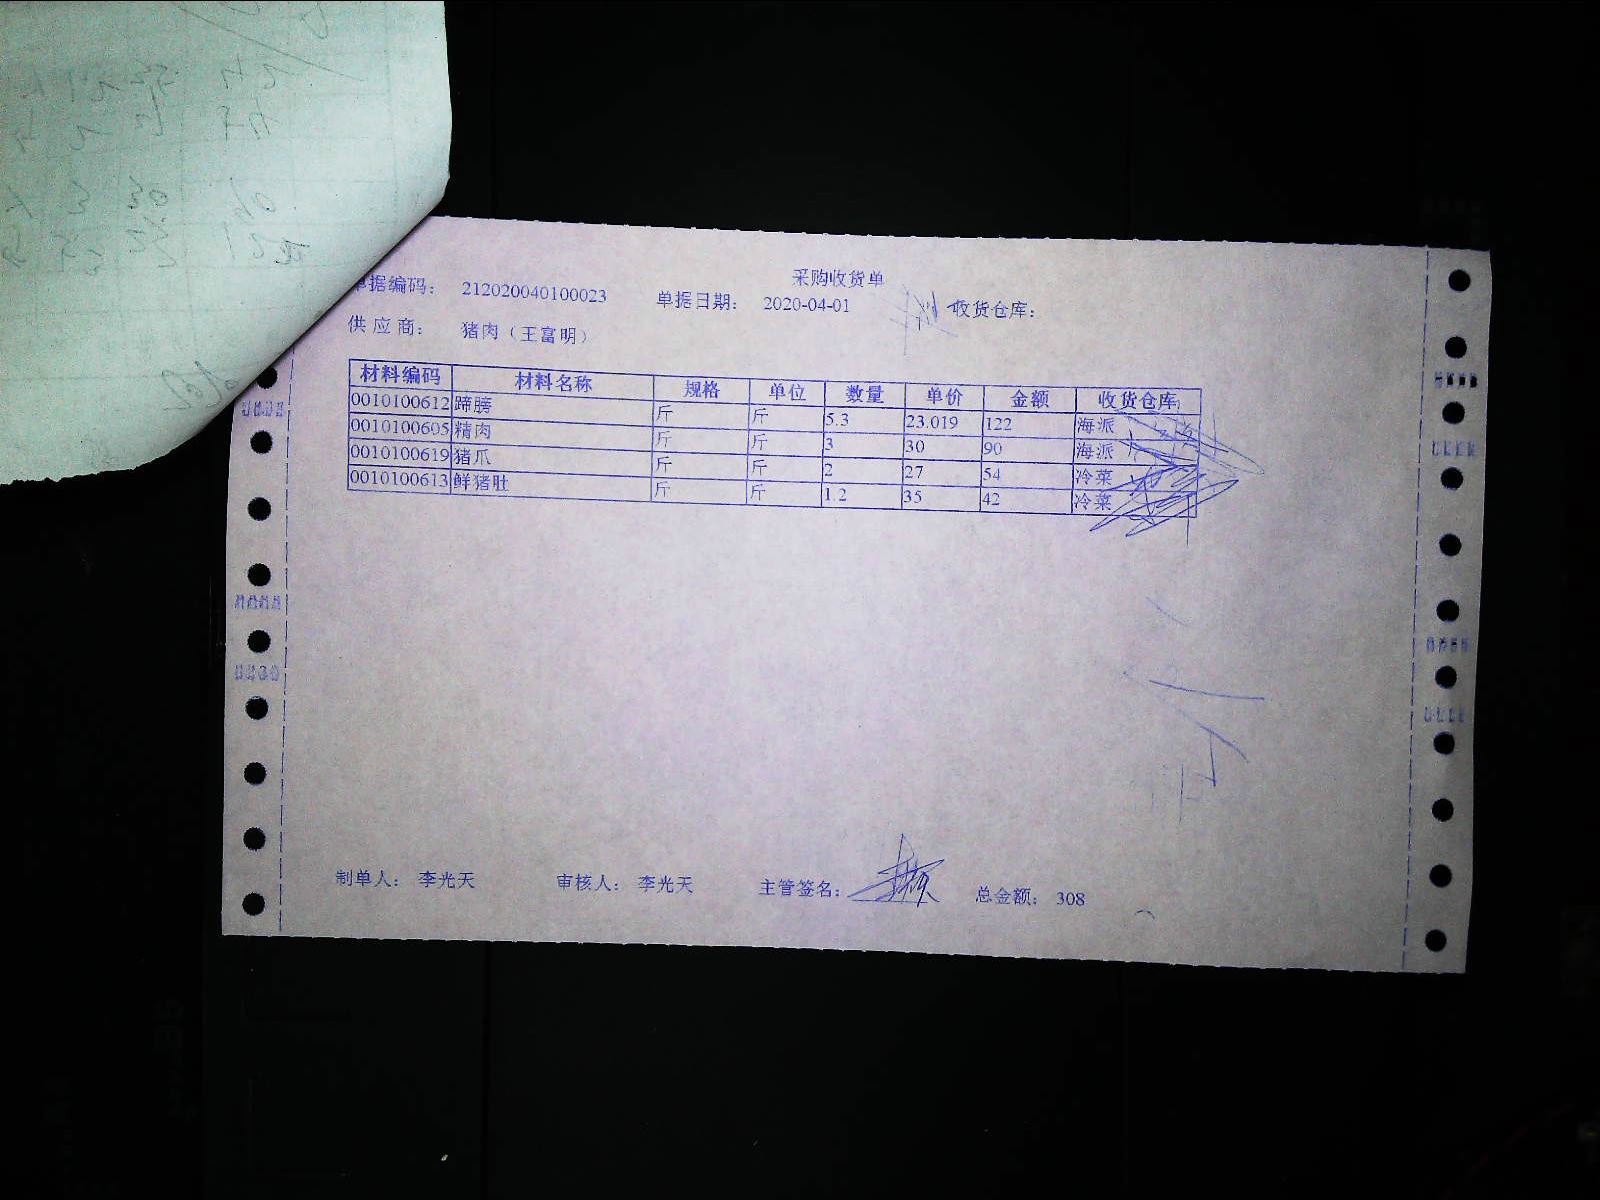 采购收货单
单据编码： 212020040100023 单据日期： 2020-04-01 收货仓库：
供应商： 猪肉（王富明）
材料编码 材料名称 规格 单位 数量 单价 金额 收货仓库
0010100612 蹄膀 斤 斤 5.3 23.019 122 海派
0010100605 精肉 斤 斤 3 30 90 海派
0010100619 猪爪 斤 斤 2 27 54 冷菜
0010100613 鲜猪肚 斤 斤 1.2 35 42 冷菜
制单人： 李光天 审核人： 李光天 主管签名： 总金额： 308